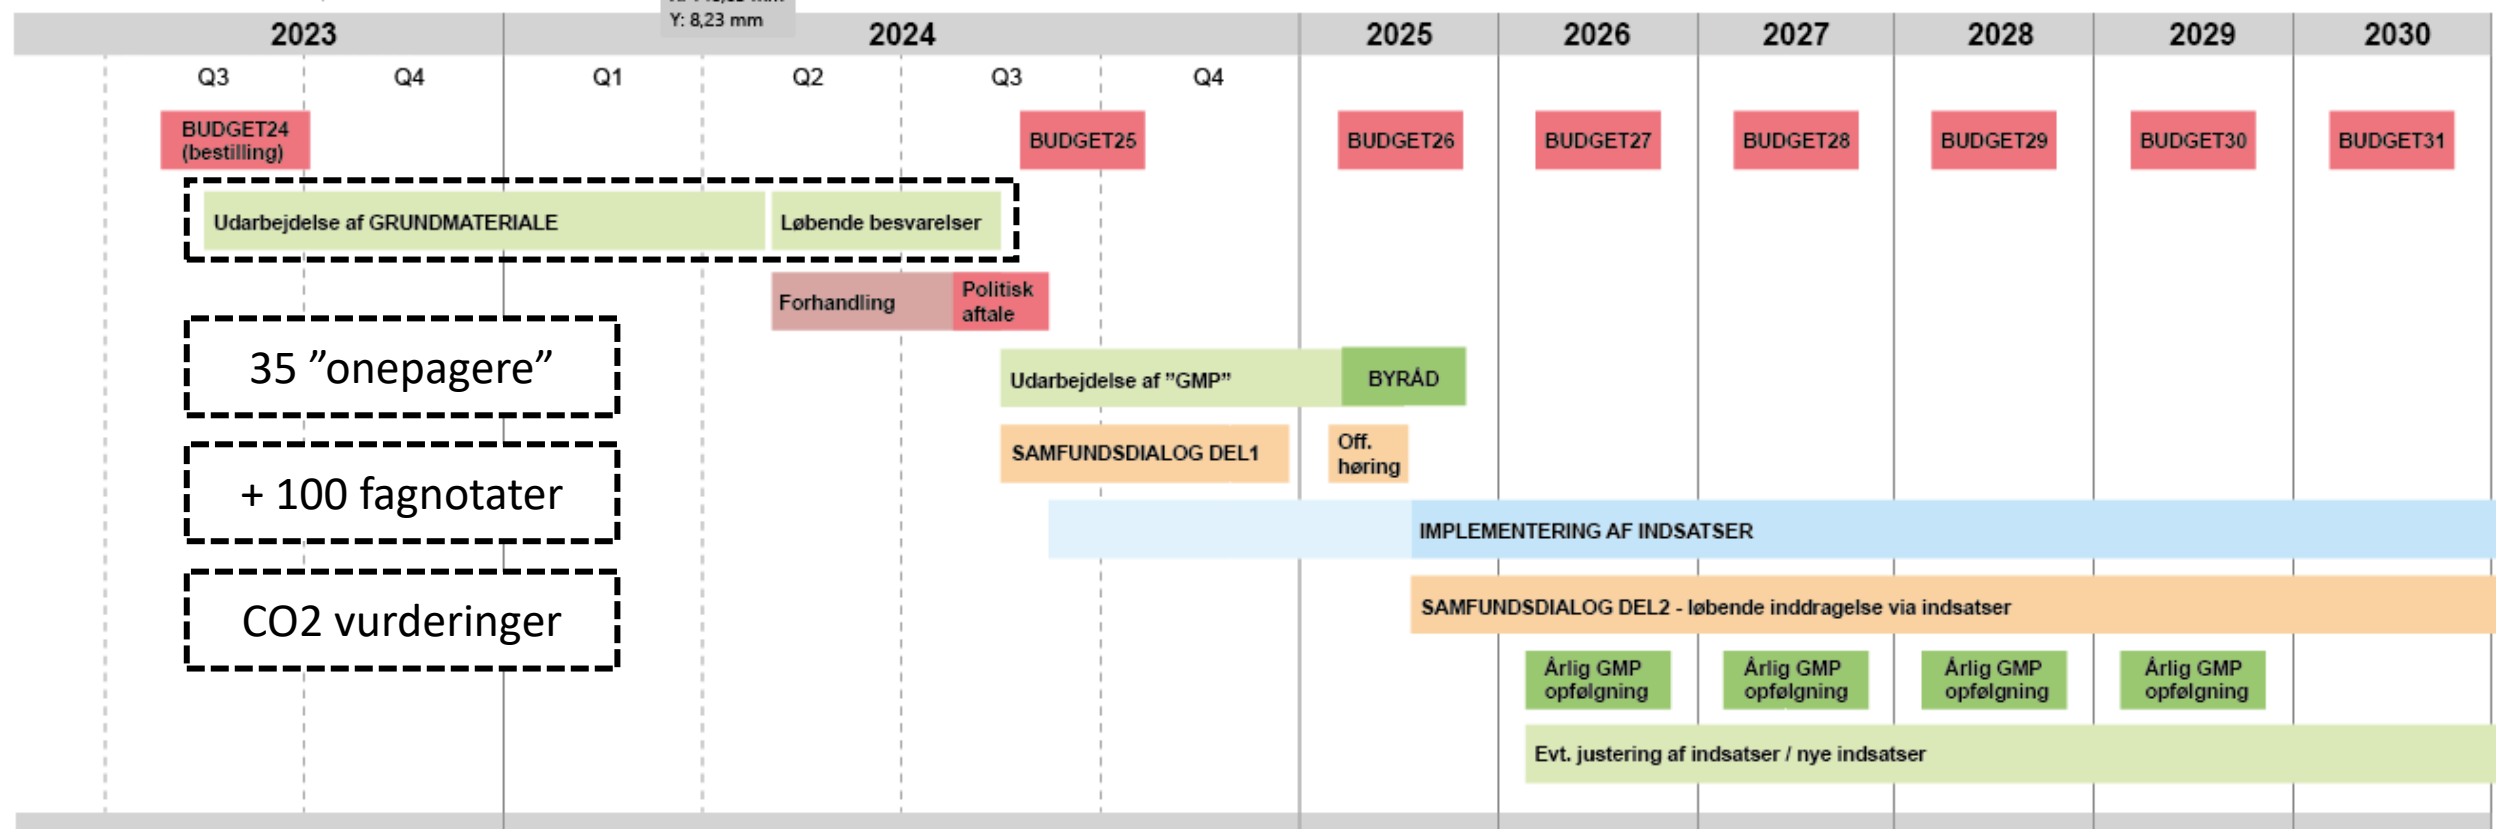 Y: 8,23 mm
2023 2024 2025 2026 2027 2028 2029 2030
Q3 Q4 Q1 Q2 Q3 Q4
BUDGET24
(bestilling)
BUDGET25
BUDGET26
BUDGET27
BUDGET28
BUDGET29
BUDGET30
BUDGET31
Udarbejdelse af GRUNDMATERIALE
Løbende besvarelser
Forhandling
Politisk
aftale
35 ”onepagere”
Udarbejdelse af ”GMP”
BYRÅD
SAMFUNDSDIALOG DEL1
Off.
høring
+ 100 fagnotater
IMPLEMENTERING AF INDSATSER
CO2 vurderinger
SAMFUNDSDIALOG DEL2 - løbende inddragelse via indsatser
Årlig GMP
opfølgning
Årlig GMP
opfølgning
Årlig GMP
opfølgning
Årlig GMP
opfølgning
Evt. justering af indsatser / nye indsatser